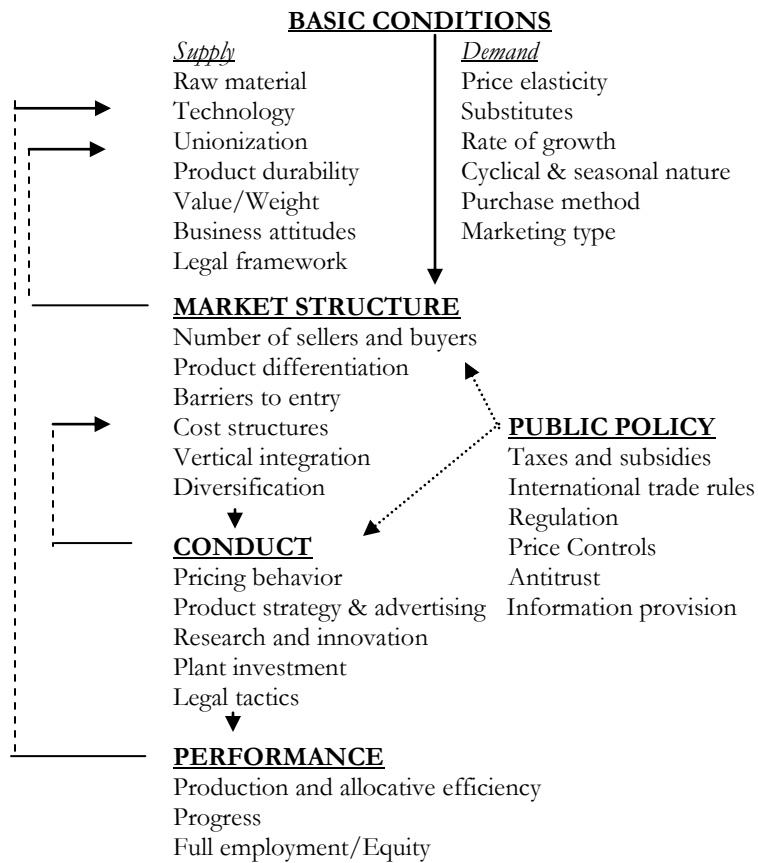 BASIC CONDITIONS
Supply
Raw material
Technology
Unionization
Product durability
Value/Weight
Business attitudes
Legal framework
Demand
Price elasticity
Substitutes
Rate of growth
Cyclical & seasonal nature
Purchase method
Marketing type
MARKET STRUCTURE
Number of sellers and buyers
Product differentiation
Barriers to entry
Cost structures
Vertical integration
Diversification
PUBLIC POLICY
Taxes and subsidies
International trade rules
Regulation
Price Controls
Antitrust
Information provision
CONDUCT
Pricing behavior
Product strategy & advertising
Research and innovation
Plant investment
Legal tactics
PERFORMANCE
Production and allocative efficiency
Progress
Full employment/Equity